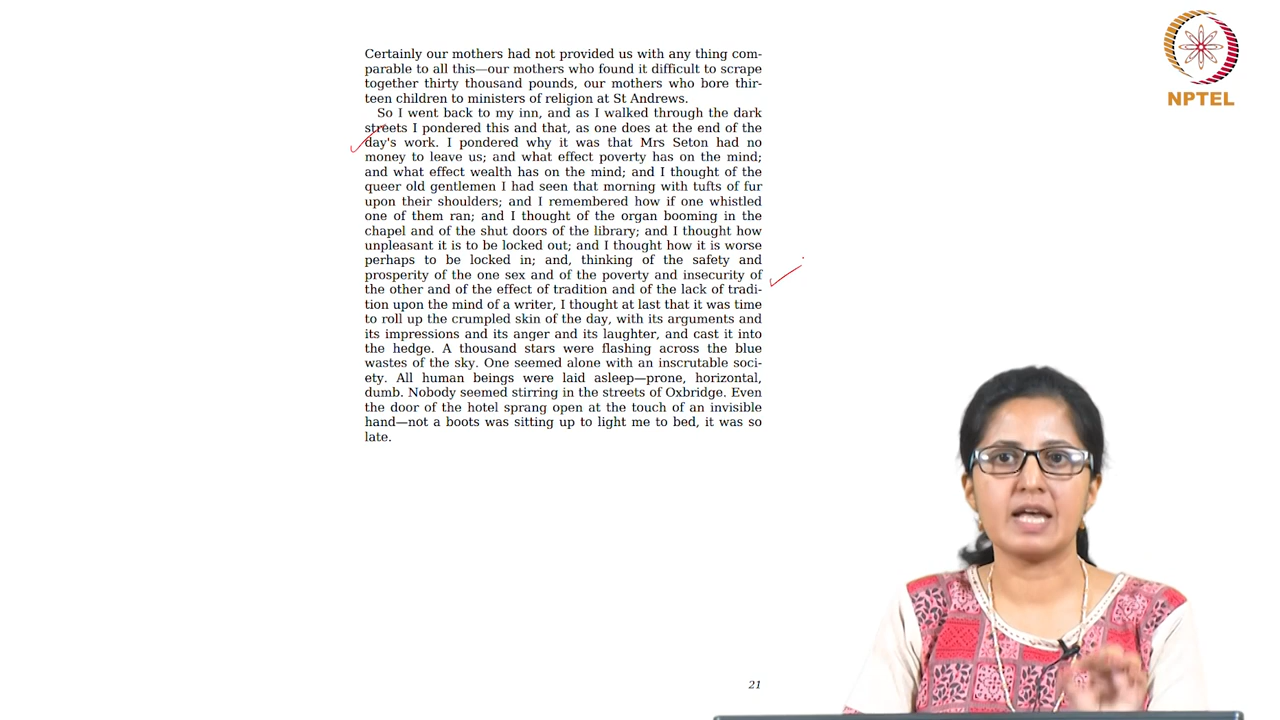 Certainly our mothers had not provided us with any thing com-
parable to all this—our mothers who found it difficult to scrape
together thirty thousand pounds, our mothers who bore thir-
teen children to ministers of religion at St Andrews.
So I went back to my inn, and as I walked through the dark
streets I pondered this and that, as one does at the end of the
day's work. I pondered why it was that Mrs Seton had no
money to leave us; and what effect poverty has on the mind;
and what effect wealth has on the mind; and I thought of the
queer old gentlemen I had seen that morning with tufts of fur
upon their shoulders; and I remembered how if one whistled
one of them ran; and I thought of the organ booming in the
chapel and of the shut doors of the library; and I thought how
unpleasant it is to be locked out; and I thought how it is worse
perhaps to be locked in; and, thinking of the safety and
prosperity of the one sex and of the poverty and insecurity of
the other and of the effect of tradition and of the lack of tradi-
tion upon the mind of a writer, I thought at last that it was time
to roll up the crumpled skin of the day, with its arguments and
its impressions and its anger and its laughter, and cast it into
the hedge. A thousand stars were flashing across the blue
wastes of the sky. One seemed alone with an inscrutable soci-
ety. All human beings were laid asleep—prone, horizontal,
dumb. Nobody seemed stirring in the streets of Oxbridge. Even
the door of the hotel sprang open at the touch of an invisible
hand—not a boots was sitting up to light me to bed, it was so
late.
21
NPTEL